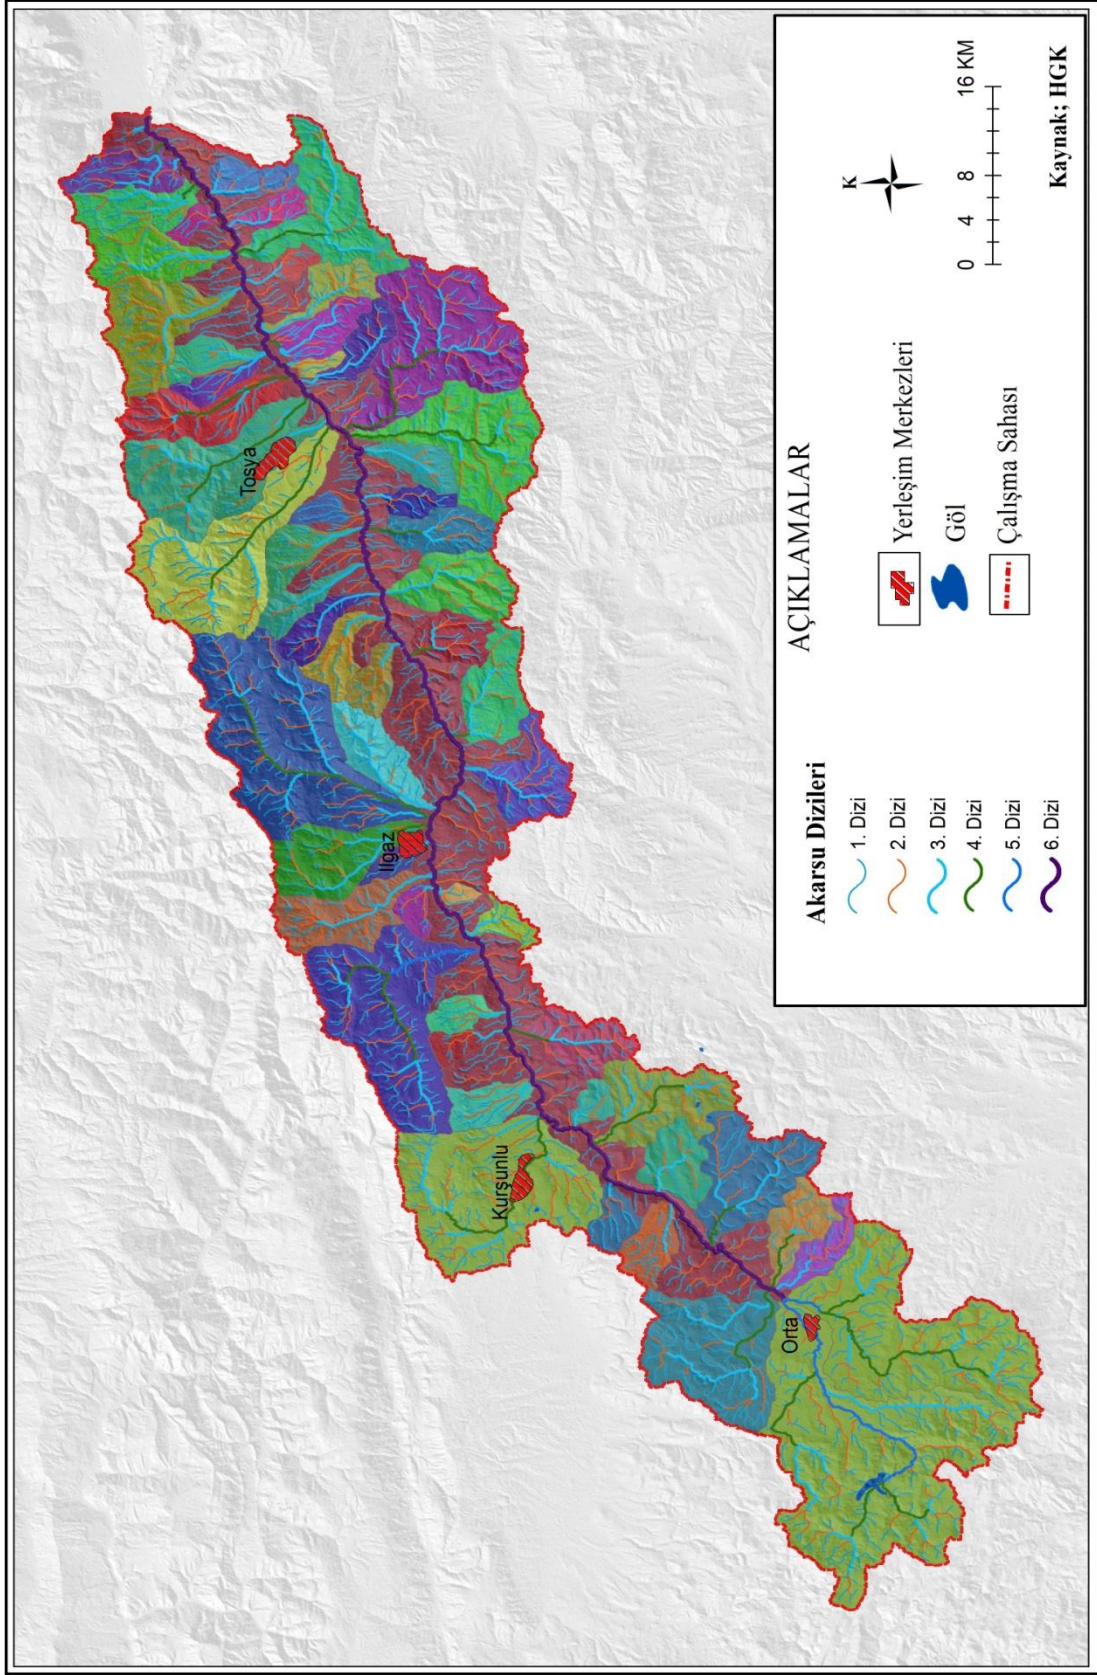 Tosya
Ilgaz
Kurşunlu
Orta
AÇIKLAMALAR
Akarsu Dizileri
1. Dizi
2. Dizi
3. Dizi
4. Dizi
5. Dizi
6. Dizi
Yerleşim Merkezleri
Göl
Çalışma Sahası
K
0 4 8 16 KM
Kaynak; HGK